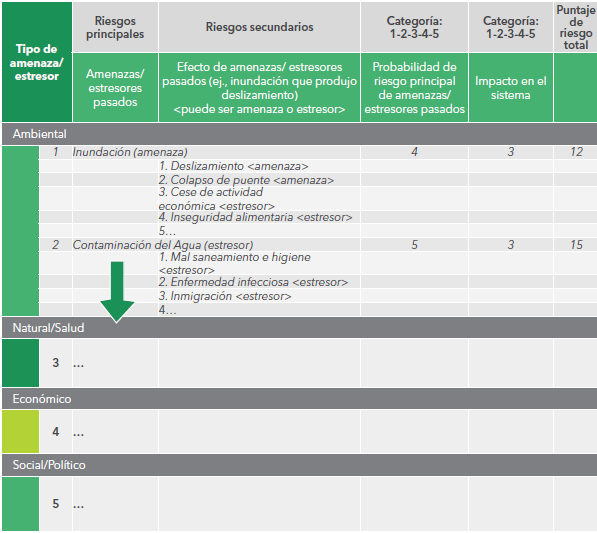 Tipo de
amenaza/
estresor
Riesgos
principales
Riesgos secundarios
Categoría:
1-2-3-4-5
Categoría:
1-2-3-4-5
Puntaje
de
riesgo
total
Amenazas/
estresores
pasados
Efecto de amenazas/ estresores
pasados (ej., inundación que produjo
deslizamiento)
<puede ser amenaza o estresor>
Probabilidad de
riesgo principal
de amenazas/
estresores pasados
Impacto en el
sistema
Ambiental
1 Inundación (amenaza) 4 3 12
1. Deslizamiento <amenaza>
2. Colapso de puente <amenaza>
3. Cese de actividad
económica <estresor>
4. Inseguridad alimentaria <estresor>
5...
2 Contaminación del Agua (estresor) 5 3 15
1. Mal saneamiento e higiene
<estresor>
2. Enfermedad infecciosa <estresor>
3. Inmigración <estresor>
4...
Natural/Salud
3 ...
Económico
4 ...
Social/Político
5 ...